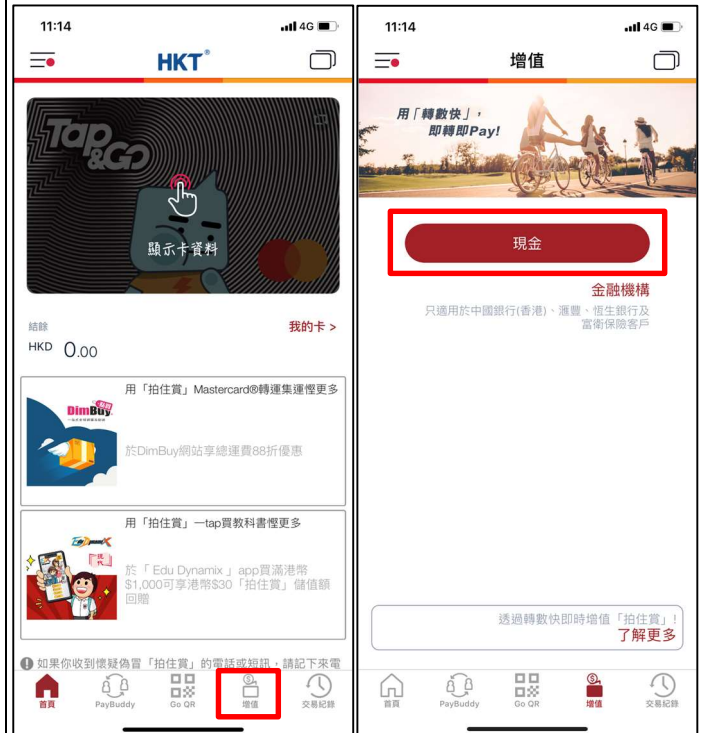 11:14
4G
HKT
Tap
&Go
顯示卡資料
結餘
我的卡 >
HKD 0.00
用「拍住賞」Mastercard®轉運集運慳更多
DimBuy
於DimBuy網站享總運費88折優惠
用「拍住賞」一tap買教科書慳更多
於「 Edu Dynamix 」app買滿港幣
$1,000可享港幣$30「拍住賞」儲值額
回贈
如果你收到懷疑偽冒「拍住賞」的電話或短訊，請記下來電
首頁
PayBuddy
Go QR
增值
交易紀錄
11:14
4G
增值
用「轉數快」，
即轉即Pay!
現金
金融機構
只適用於中國銀行(香港)、滙豐、恆生銀行及
富衛保險客戶
透過轉數快即時增值「拍住賞」!
了解更多
首頁
PayBuddy
Go QR
增值
交易紀錄